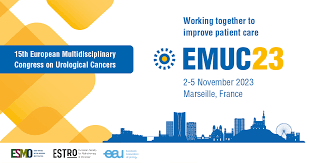 Working together to
improve patient care
15th European Multidisciplinary
Congress on Urological Cancers
EMUC23
2-5 November 2023
Marseille, France
ESMO
ESTRO
eau